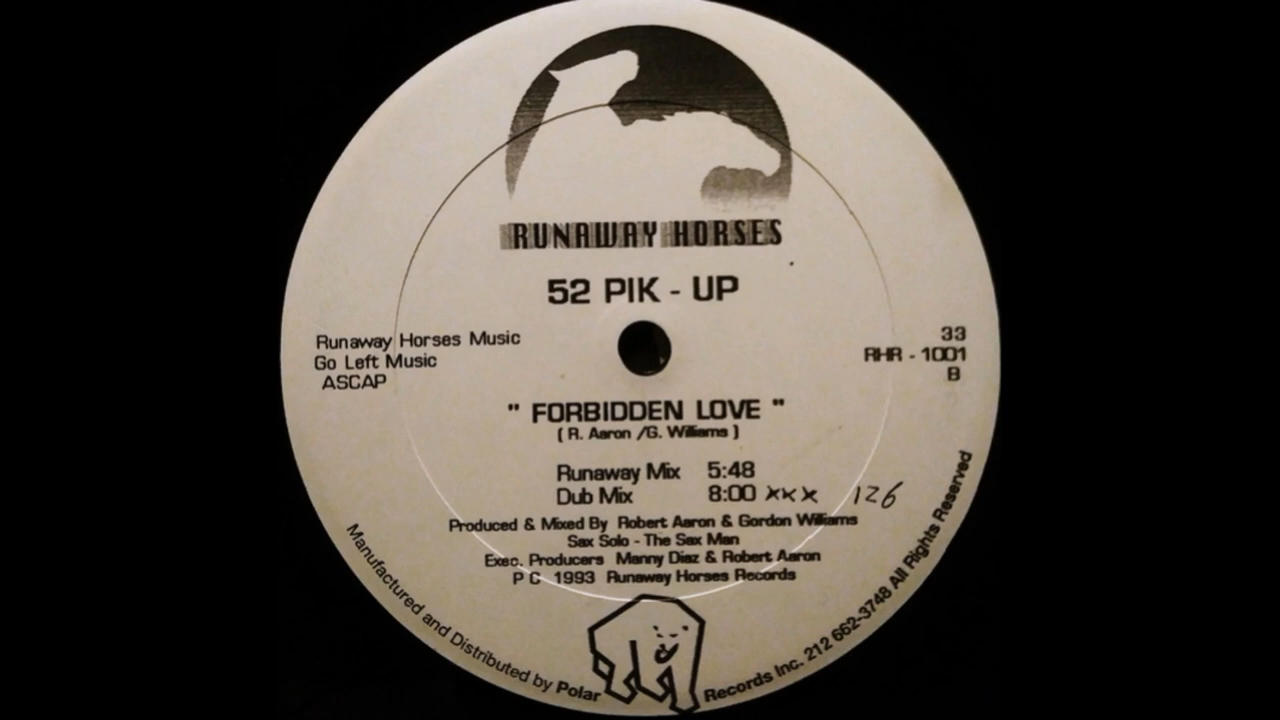 RUNAWAY HORSES
52 PIK - UP
Runaway Horses Music
Go Left Music
ASCAP
33
RHR - 1001
B
" FORBIDDEN LOVE "
( R. Aaron /G. Williams )
Runaway Mix 5:48
Dub Mix 8:00 xxx 126
Produced & Mixed By Robert Aaron & Gordon Williams
Sax Solo - The Sax Man
Exec. Producers Manny Diaz & Robert Aaron
P C 1993 Runaway Horses Records
Manufactured and Distributed by Polar Records Inc. 212 662-3748 All Rights Reserved